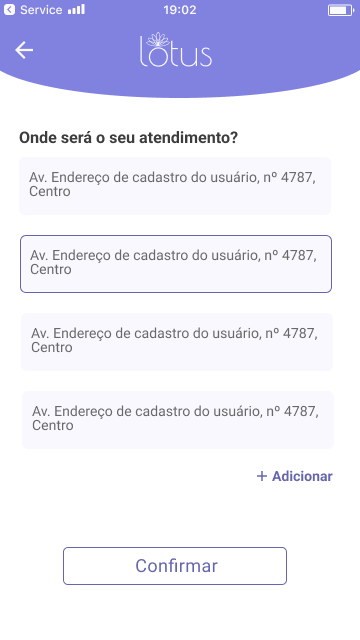 Service
19:02
lotus
Onde será o seu atendimento?
Av. Endereço de cadastro do usuário, nº 4787,
Centro
Av. Endereço de cadastro do usuário, nº 4787,
Centro
Av. Endereço de cadastro do usuário, nº 4787,
Centro
Av. Endereço de cadastro do usuário, nº 4787,
Centro
+ Adicionar
Confirmar